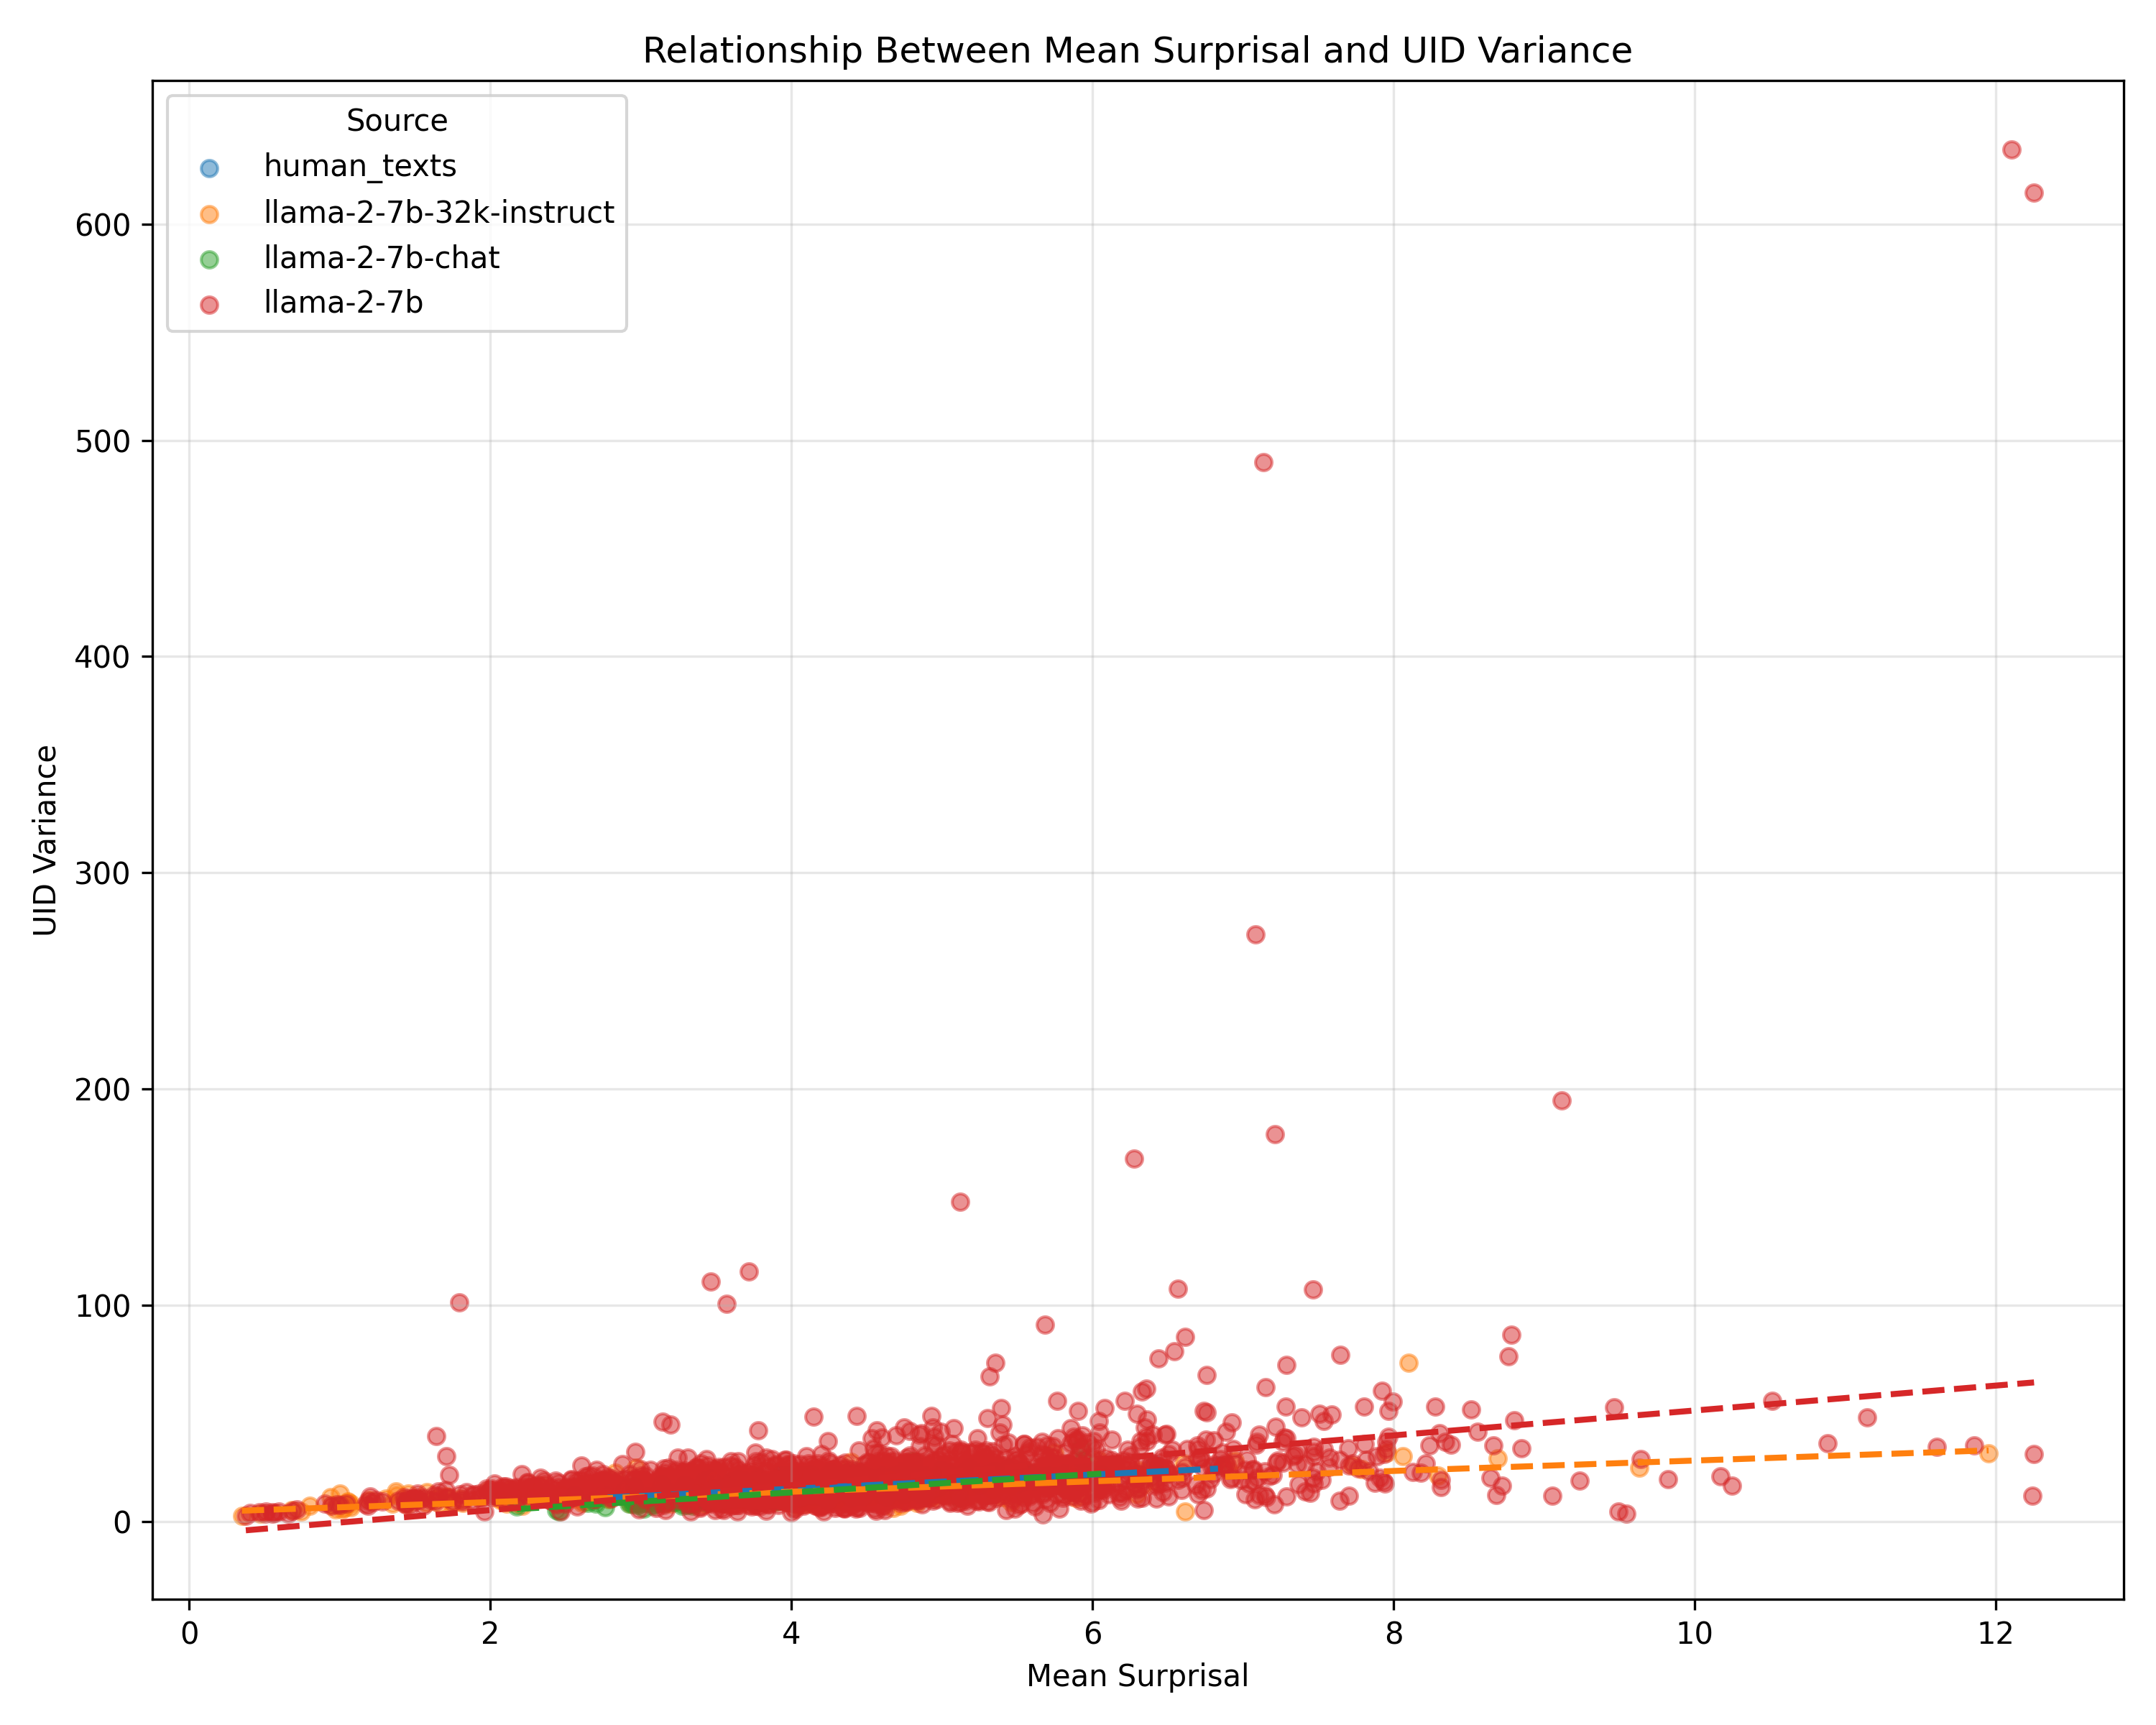 Relationship Between Mean Surprisal and UID Variance
Source
human_texts
llama-2-7b-32k-instruct
llama-2-7b-chat
llama-2-7b
UID Variance
600
500
400
300
200
100
0
0 2 4 6 8 10 12
Mean Surprisal